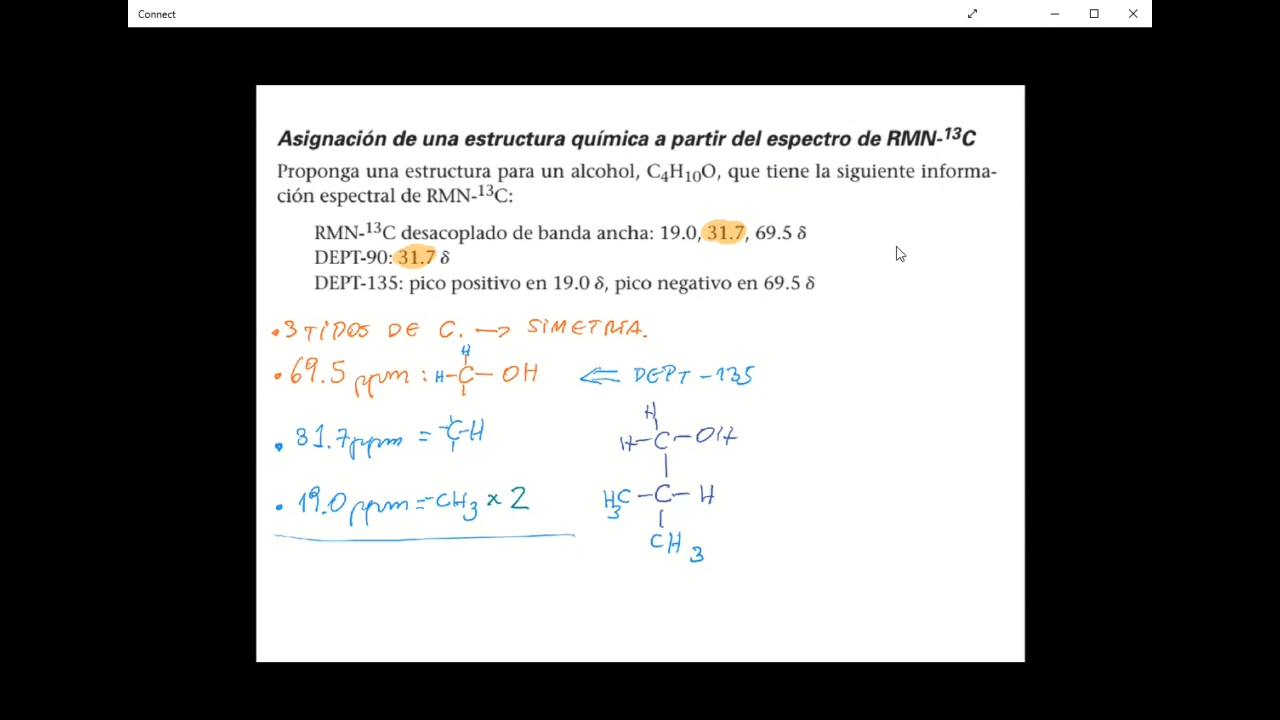 Connect
Asignación de una estructura química a partir del espectro de RMN-¹³C
Proponga una estructura para un alcohol, C₄H₁₀O, que tiene la siguiente informa-
ción espectral de RMN-¹³C:
RMN-¹³C desacoplado de banda ancha: 19.0, 31.7, 69.5 δ
DEPT-90: 31.7 δ
DEPT-135: pico positivo en 19.0 δ, pico negativo en 69.5 δ
• 3 TIPOS DE C. → SIMETRÍA.
H
• 69.5 ppm : H-C-OH ⇐ DEPT-135
H
• 31.7 ppm = -C-H
H-C-OH
• 19.0 ppm = -CH₃ × 2
H₃C-C-H
CH₃